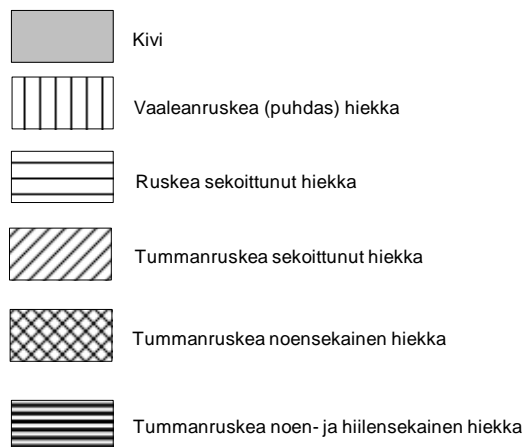 Kivi
Vaaleanruskea (puhdas) hiekka
Ruskea sekoittunut hiekka
Tummanruskea sekoittunut hiekka
Tummanruskea noensekainen hiekka
Tummanruskea noen- ja hiilensekainen hiekka